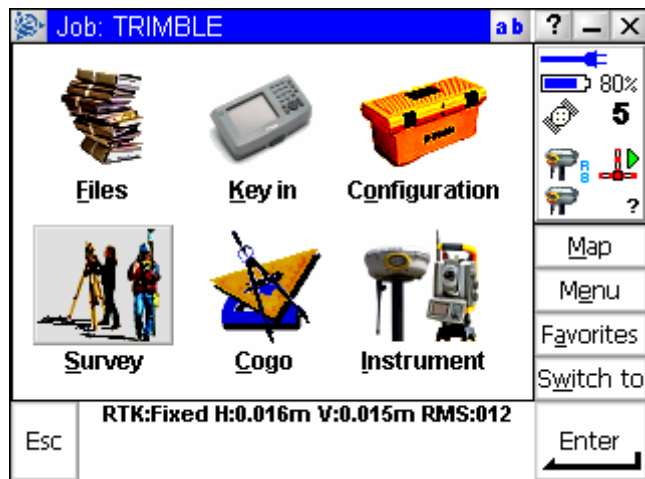 Job: TRIMBLE
ab
?
80%
5
R8
?
Files
Key in
Configuration
Survey
Cogo
Instrument
Map
Menu
Favorites
Switch to
Esc
RTK:Fixed H:0.016m V:0.015m RMS:012
Enter